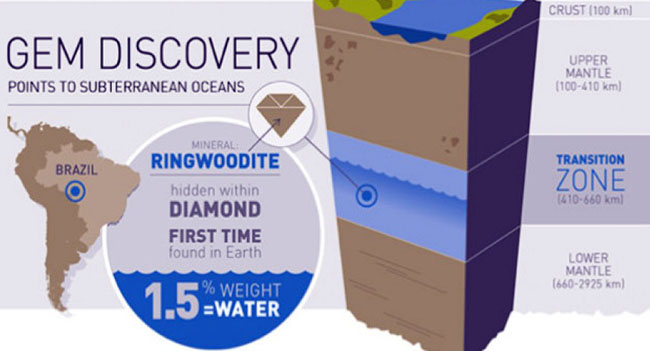 GEM DISCOVERY
POINTS TO SUBTERRANEAN OCEANS
BRAZIL
MINERAL:
RINGWOODITE
hidden within
DIAMOND
FIRST TIME
found in Earth
1.5% WEIGHT
=WATER
CRUST (100 km)
UPPER
MANTLE
(100-410 km)
TRANSITION
ZONE
(410-660 km)
LOWER
MANTLE
(660-2925 km)